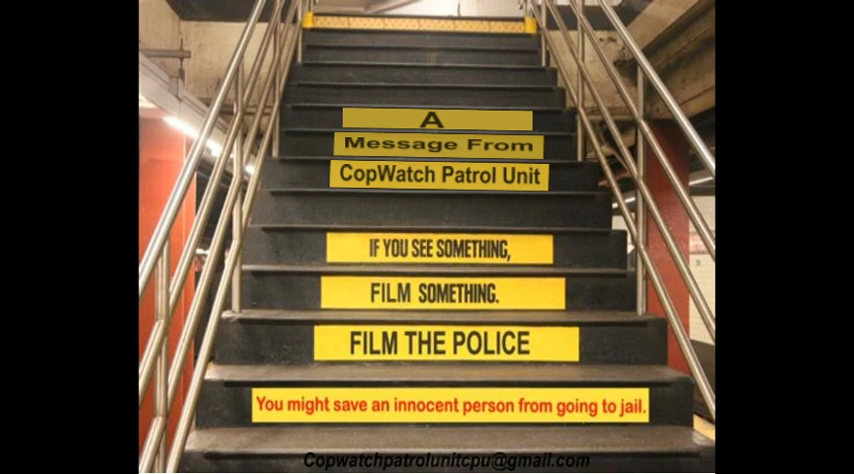 A
Message From
CopWatch Patrol Unit
IF YOU SEE SOMETHING,
FILM SOMETHING.
FILM THE POLICE
You might save an innocent person from going to jail.
Copwatchpatrolunitcpu@gmail.com